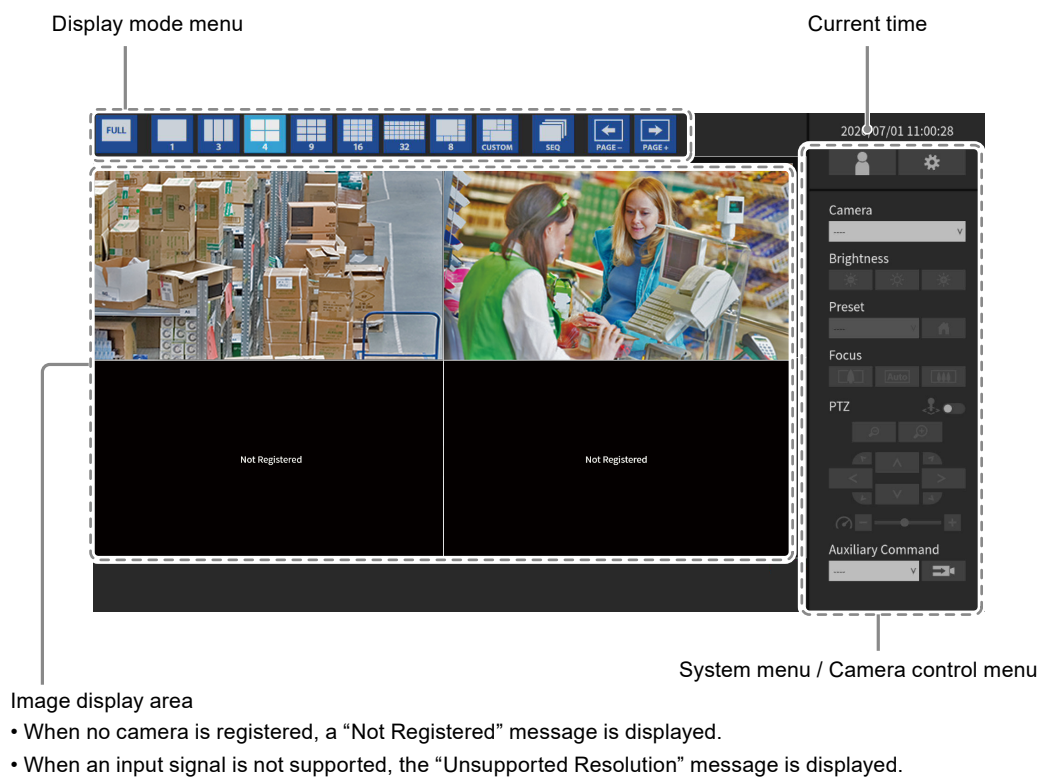 Display mode menu
Current time
FULL 1 3 4 9 16 32 8 CUSTOM SEQ PAGE− PAGE+
11:00:28
Camera
---- v
Brightness
Preset
---- v
Focus
Auto
PTZ
Not Registered Not Registered
Auxiliary Command
---- v
System menu / Camera control menu
Image display area
• When no camera is registered, a “Not Registered” message is displayed.
• When an input signal is not supported, the “Unsupported Resolution” message is displayed.